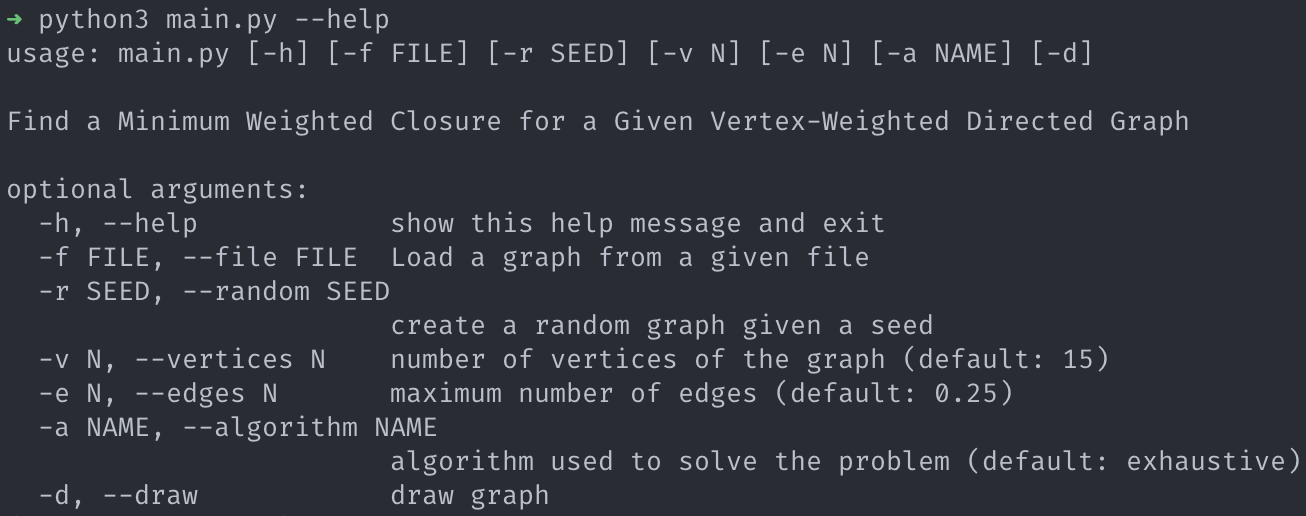 ➜ python3 main.py --help
usage: main.py [-h] [-f FILE] [-r SEED] [-v N] [-e N] [-a NAME] [-d]

Find a Minimum Weighted Closure for a Given Vertex-Weighted Directed Graph

optional arguments:
  -h, --help            show this help message and exit
  -f FILE, --file FILE  Load a graph from a given file
  -r SEED, --random SEED
                        create a random graph given a seed
  -v N, --vertices N    number of vertices of the graph (default: 15)
  -e N, --edges N       maximum number of edges (default: 0.25)
  -a NAME, --algorithm NAME
                        algorithm used to solve the problem (default: exhaustive)
  -d, --draw            draw graph